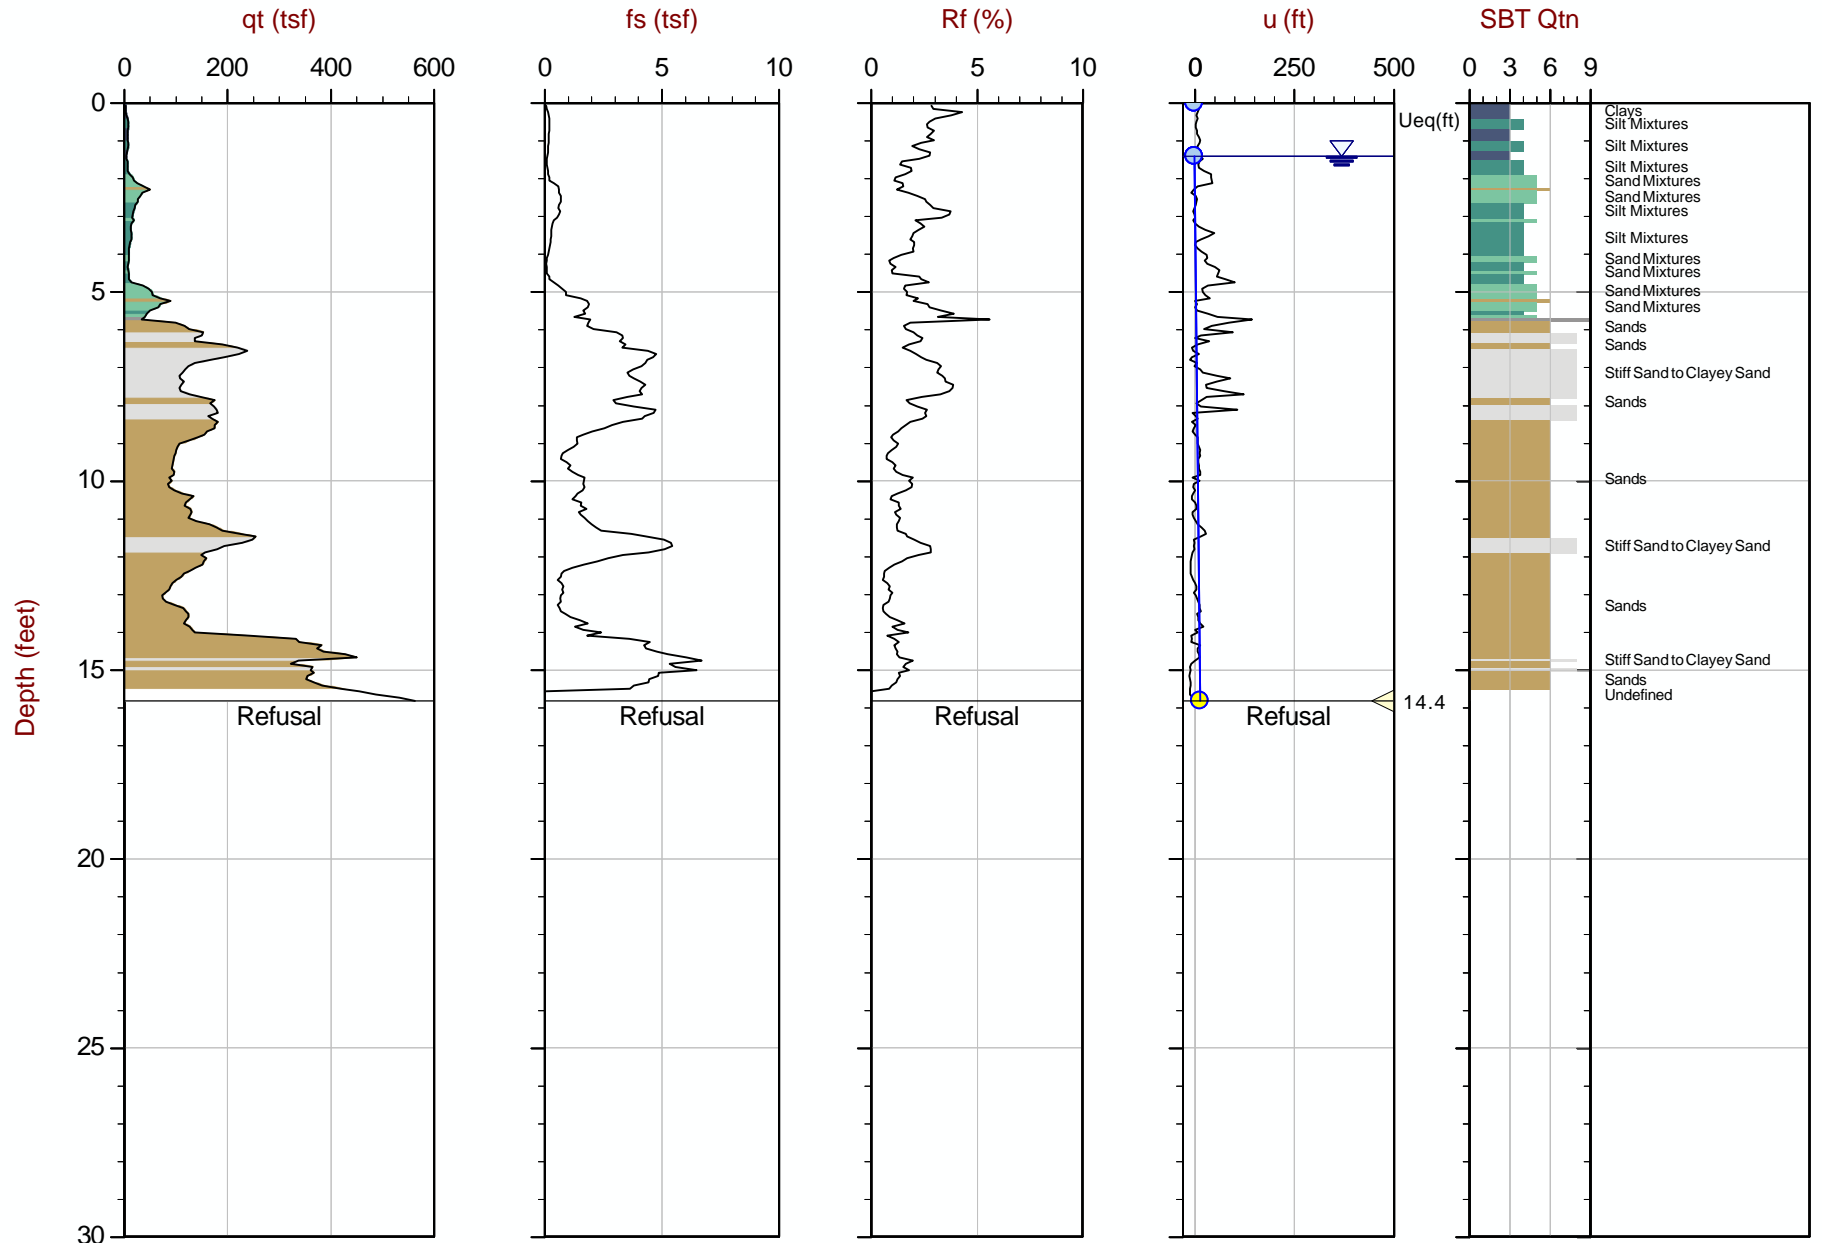 qt (tsf) fs (tsf) Rf (%) u (ft) SBT Qtn
0 200 400 600 0 5 10 0 5 10 0 250 500 0 3 6 9
0
Ueq(ft)
Clays
Silt Mixtures
Silt Mixtures
Silt Mixtures
Sand Mixtures
Sand Mixtures
Silt Mixtures
Silt Mixtures
Sand Mixtures
Sand Mixtures
5
Sand Mixtures
Sand Mixtures
Sands
Sands
Stiff Sand to Clayey Sand
Sands
10
Sands
Stiff Sand to Clayey Sand
Sands
Stiff Sand to Clayey Sand
15
Sands
Undefined
14.4
Refusal Refusal Refusal Refusal
Depth (feet)
20
25
30